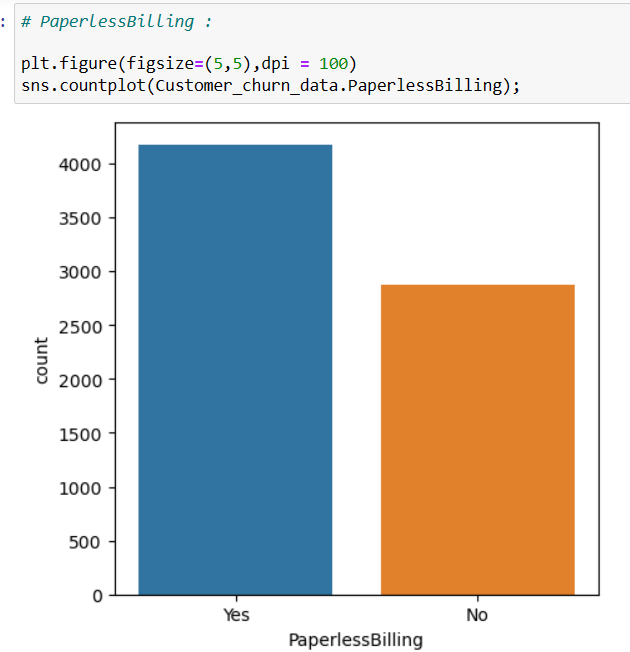 : # PaperlessBilling :
plt.figure(figsize=(5,5),dpi = 100)
sns.countplot(Customer_churn_data.PaperlessBilling);
4000
3500
3000
2500
2000
1500
1000
500
0
count
Yes No
PaperlessBilling